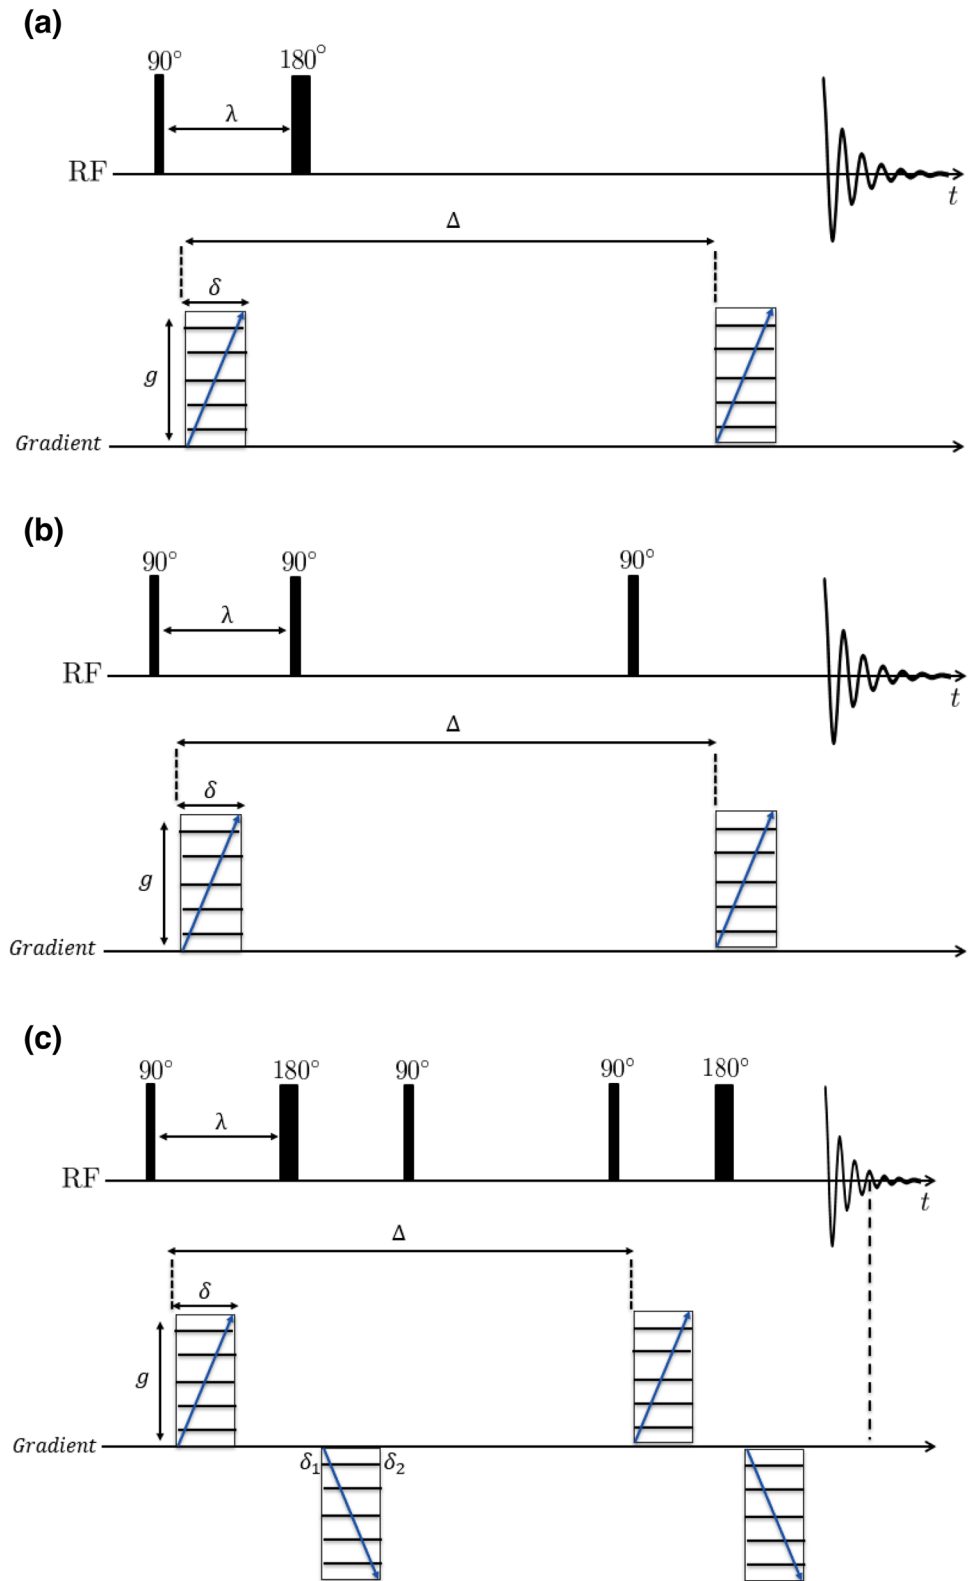 (a)
90° 180°
λ
RF
t
Δ
δ
g
Gradient
(b)
90° 90° 90°
λ
RF
t
Δ
δ
g
Gradient
(c)
90° 180° 90° 90° 180°
λ
RF
t
Δ
δ
g
Gradient
δ₁ δ₂